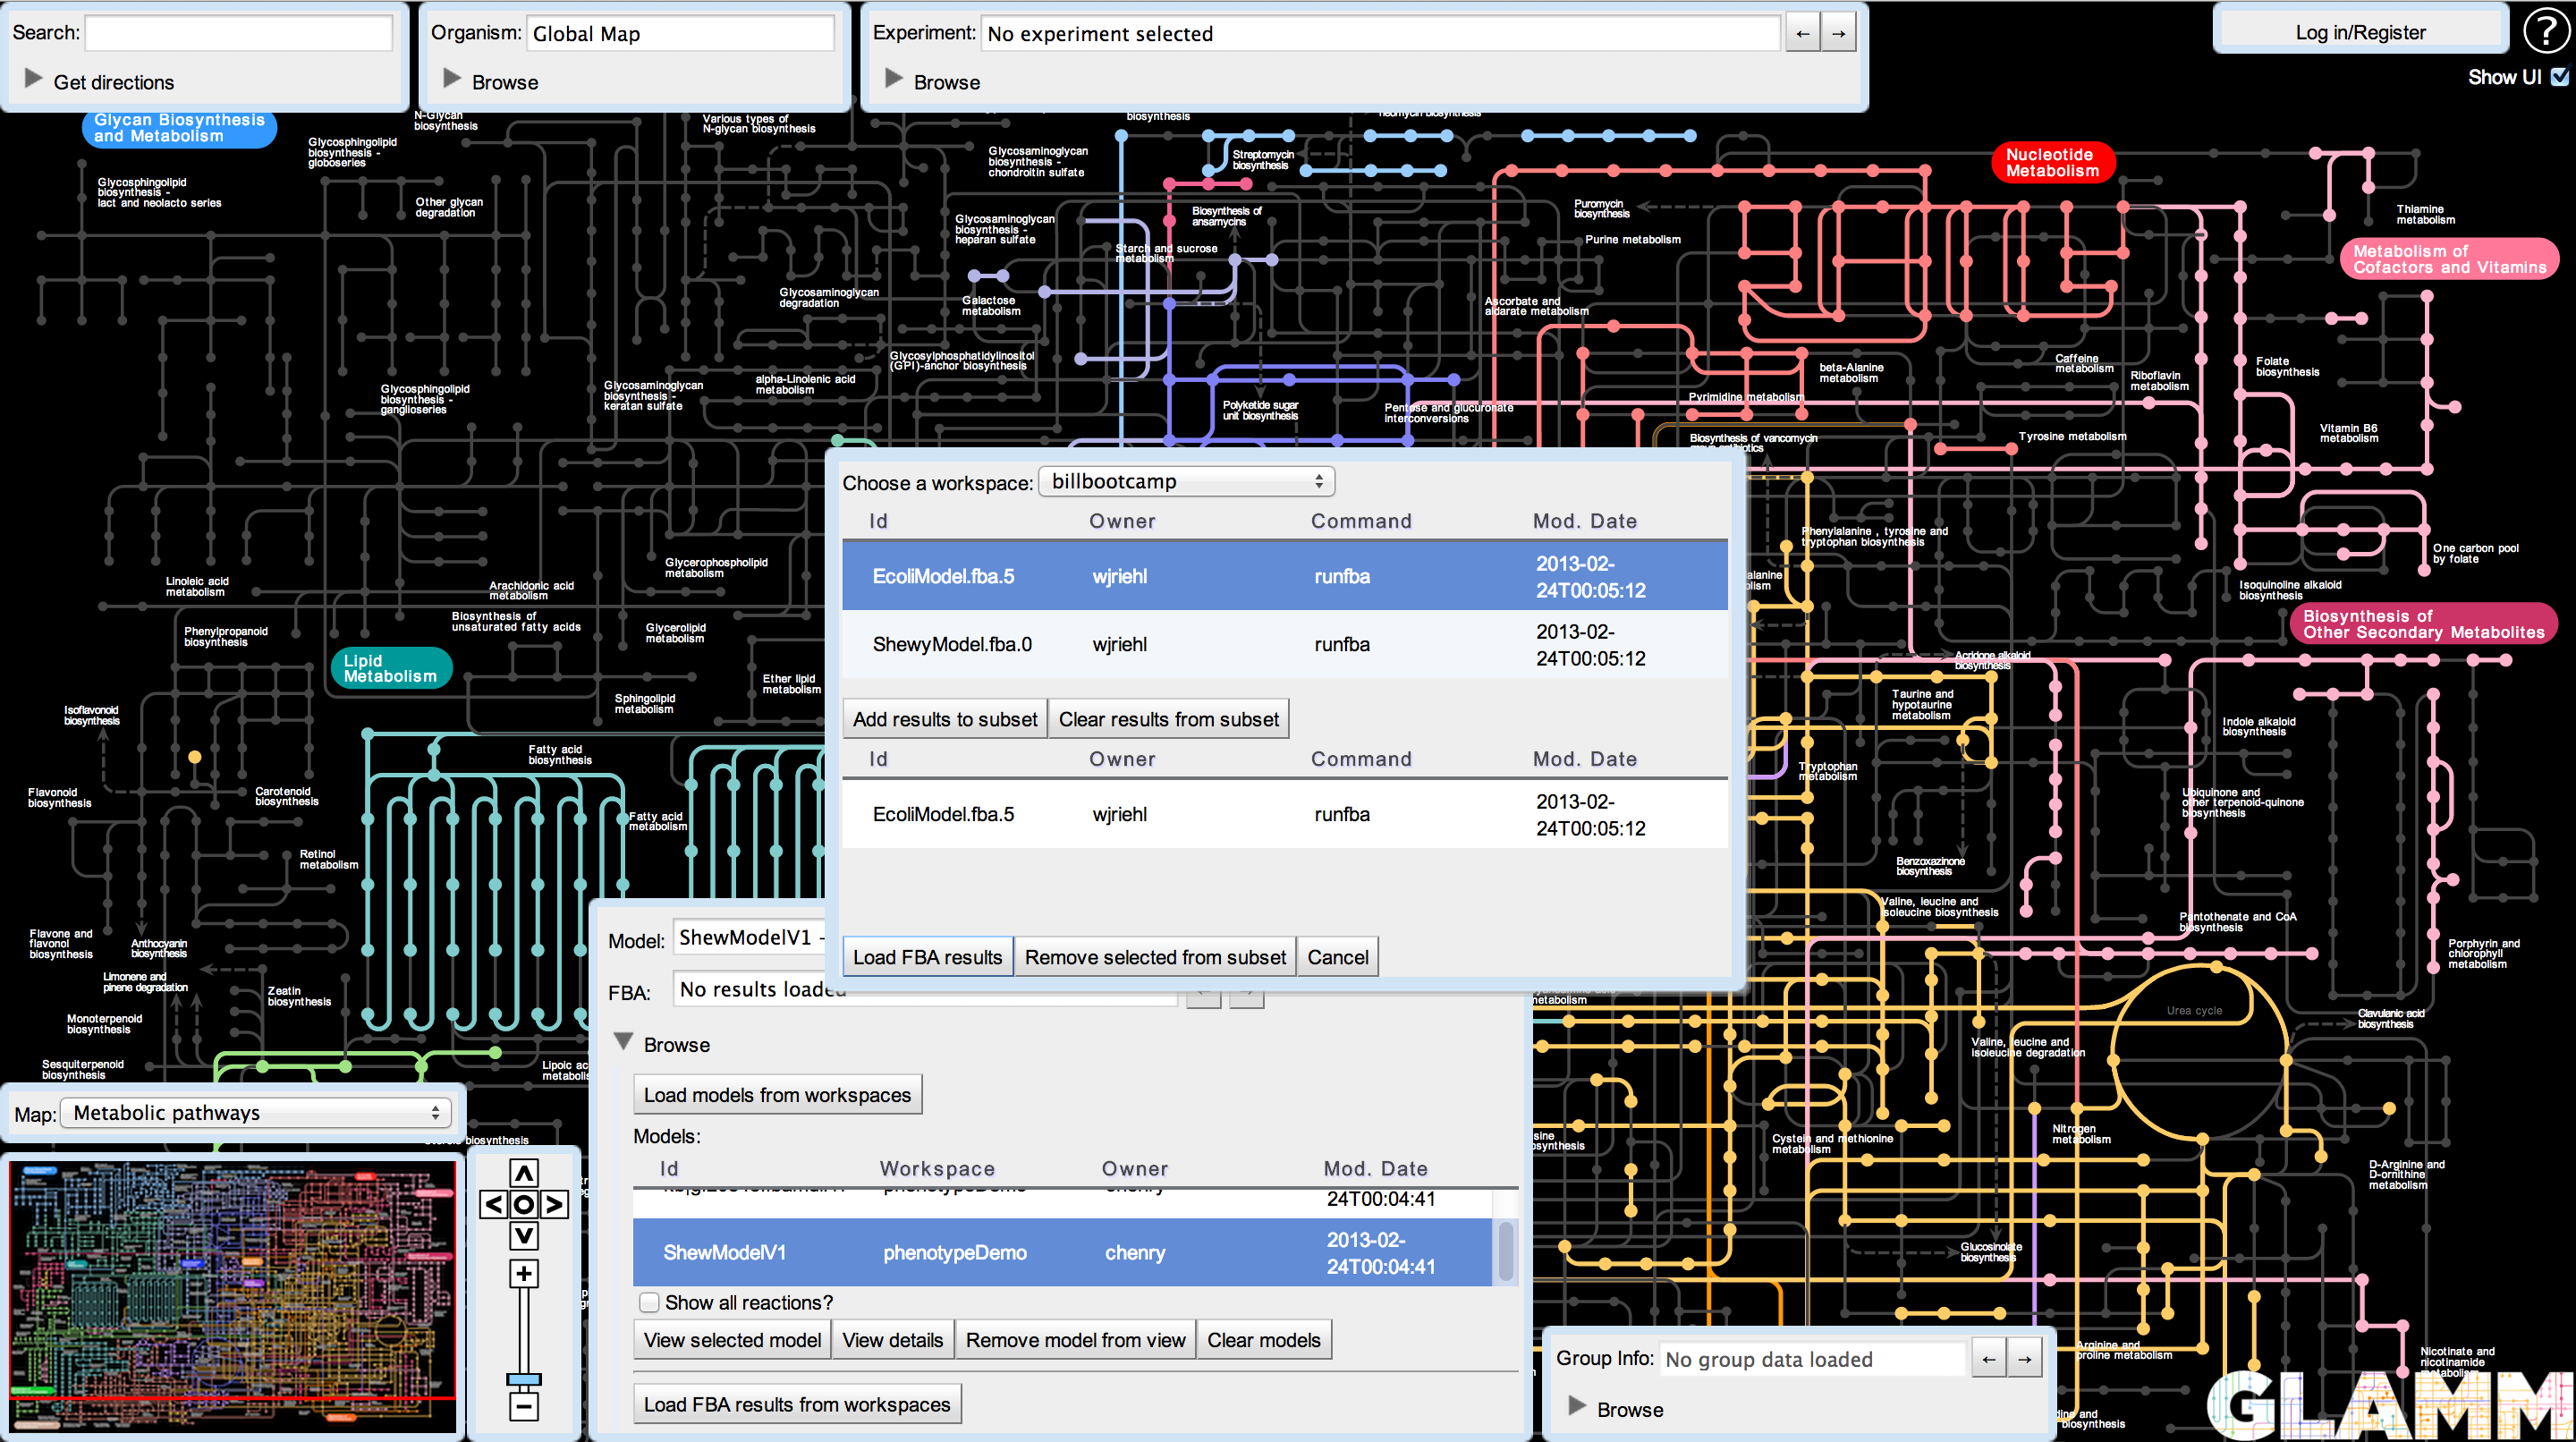 Search:
Get directions
Organism: Global Map
Browse
Experiment: No experiment selected
← →
Browse
Log in/Register
?
Show UI
Glycan Biosynthesis
and Metabolism
N-Glycan
biosynthesis
Various types of
N-glycan biosynthesis
biosynthesis
Glycosphingolipid
biosynthesis -
globoseries
Glycosaminoglycan
biosynthesis -
chondroitin sulfate
Streptomycin
biosynthesis
Nucleotide
Metabolism
Glycosphingolipid
biosynthesis -
lact and neolacto series
Other glycan
degradation
Glycosaminoglycan
biosynthesis -
heparan sulfate
Biosynthesis of
ansamycins
Puromycin
biosynthesis
Thiamine
metabolism
Purine metabolism
Starch and sucrose
metabolism
Metabolism of
Cofactors and Vitamins
Glycosaminoglycan
degradation
Galactose
metabolism
Ascorbate and
aldarate metabolism
Glycosylphosphatidylinositol
(GPI)-anchor biosynthesis
Caffeine
metabolism
Folate
biosynthesis
beta-Alanine
metabolism
Riboflavin
metabolism
Glycosphingolipid
biosynthesis -
ganglioseries
Glycosaminoglycan
biosynthesis -
keratan sulfate
alpha-Linolenic acid
metabolism
Polyketide sugar
unit biosynthesis
Pentose and glucuronate
interconversions
Pyrimidine metabolism
Vitamin B6
metabolism
Biosynthesis of vancomycin
Tyrosine metabolism
Choose a workspace: billbootcamp
Id Owner Command Mod. Date
EcoliModel.fba.5 wjriehl runfba 2013-02-
24T00:05:12
ShewyModel.fba.0 wjriehl runfba 2013-02-
24T00:05:12
Add results to subset Clear results from subset
Id Owner Command Mod. Date
EcoliModel.fba.5 wjriehl runfba 2013-02-
24T00:05:12
Load FBA results Remove selected from subset Cancel
Phenylalanine , tyrosine and
tryptophan biosynthesis
One carbon pool
by folate
Isoquinoline alkaloid
biosynthesis
Linoleic acid
metabolism
Arachidonic acid
metabolism
Glycerophospholipid
metabolism
Biosynthesis of
unsaturated fatty acids
Glycerolipid
metabolism
Phenylpropanoid
biosynthesis
Biosynthesis of
Other Secondary Metabolites
Lipid
Metabolism
Acridone alkaloid
biosynthesis
Ether lipid
metabolism
Sphingolipid
metabolism
Taurine and
hypotaurine
metabolism
Isoflavonoid
biosynthesis
Indole alkaloid
biosynthesis
Fatty acid
biosynthesis
Tryptophan
metabolism
Flavonoid
biosynthesis
Carotenoid
biosynthesis
Ubiquinone and
other terpenoid-quinone
biosynthesis
Fatty acid
metabolism
Retinol
metabolism
Benzoxazinone
biosynthesis
Valine, leucine and
isoleucine biosynthesis
Pantothenate and CoA
biosynthesis
Flavone and
flavonol
biosynthesis
Anthocyanin
biosynthesis
Porphyrin and
chlorophyll
metabolism
Limonene and
pinene degradation
Zeatin
biosynthesis
metabolism
Urea cycle
Clavulanic acid
biosynthesis
Monoterpenoid
biosynthesis
Valine, leucine and
isoleucine degradation
Sesquiterpenoid
biosynthesis
Lipoic
Model: ShewModelV1 -
FBA: No results loaded
Browse
Load models from workspaces
Models:
Id Workspace Owner Mod. Date
phenotypeDemo chenry 24T00:04:41
ShewModelV1 phenotypeDemo chenry 2013-02-
24T00:04:41
Show all reactions?
View selected model View details Remove model from view Clear models
Load FBA results from workspaces
Map: Metabolic pathways
biosynthesis
Cystein and methionine
metabolism
Nitrogen
metabolism
D-Arginine and
D-ornithine
metabolism
Glucosinolate
biosynthesis
Arginine and
proline metabolism
Nicotinate and
nicotinamide
metabolism
Group Info: No group data loaded
← →
Browse
biosynthesis
GLAMM